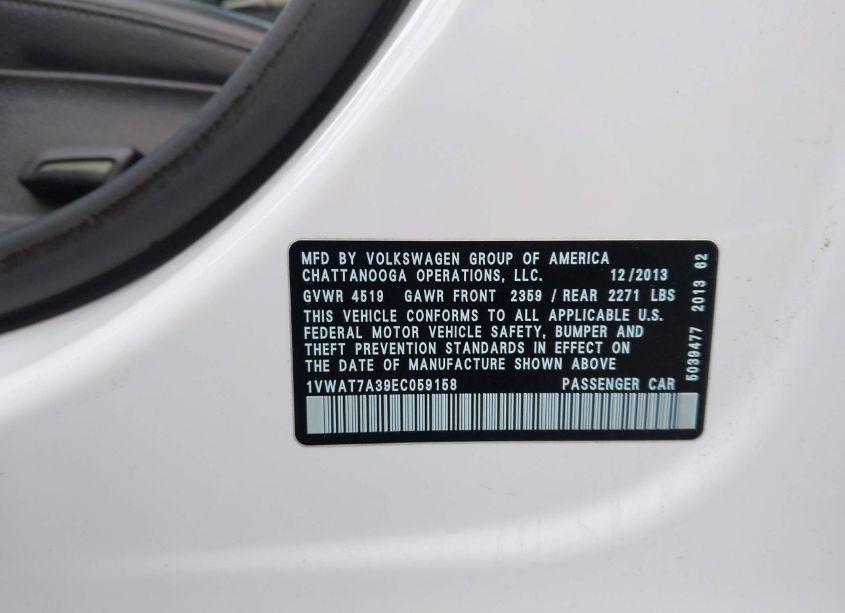 MFD BY VOLKSWAGEN GROUP OF AMERICA
CHATTANOOGA OPERATIONS, LLC. 12/2013
GVWR 4519 GAWR FRONT 2359 / REAR 2271 LBS
THIS VEHICLE CONFORMS TO ALL APPLICABLE U.S.
FEDERAL MOTOR VEHICLE SAFETY, BUMPER AND
THEFT PREVENTION STANDARDS IN EFFECT ON
THE DATE OF MANUFACTURE SHOWN ABOVE
1VWAT7A39EC059158 PASSENGER CAR
5039477 2013 62